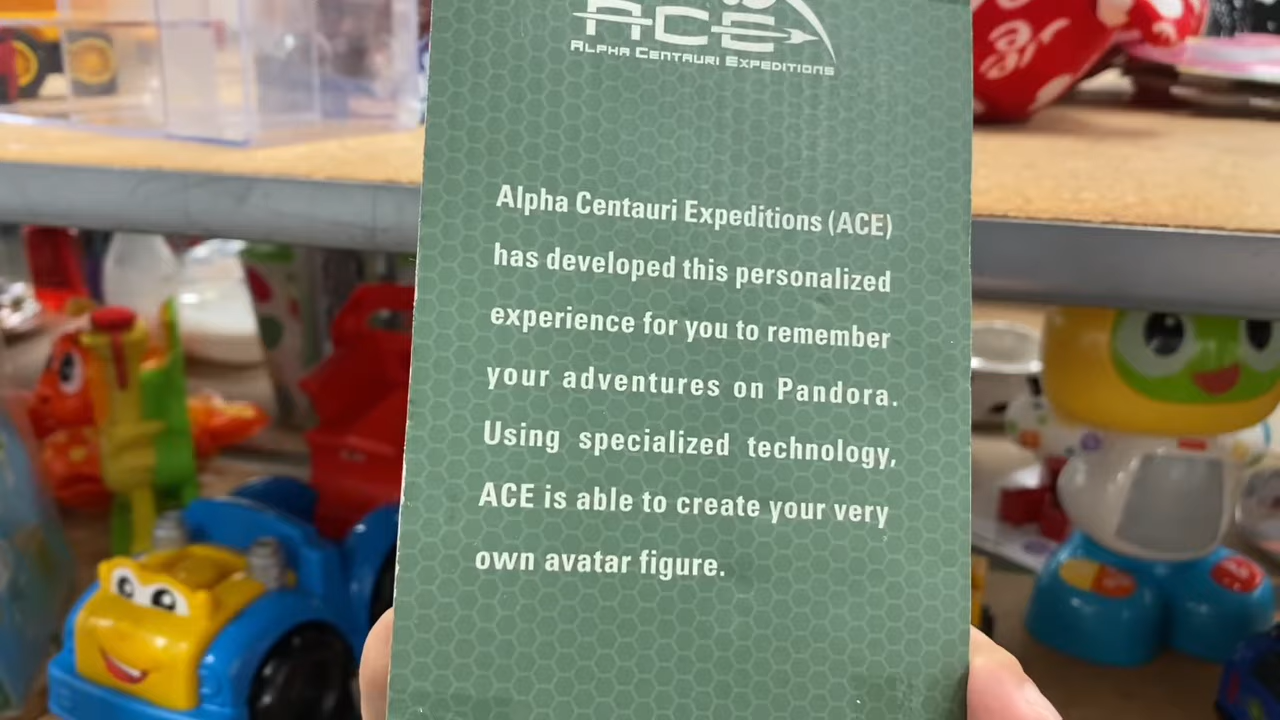 ACE
ALPHA CENTAURI EXPEDITIONS
Alpha Centauri Expeditions (ACE)
has developed this personalized
experience for you to remember
your adventures on Pandora.
Using specialized technology,
ACE is able to create your very
own avatar figure.